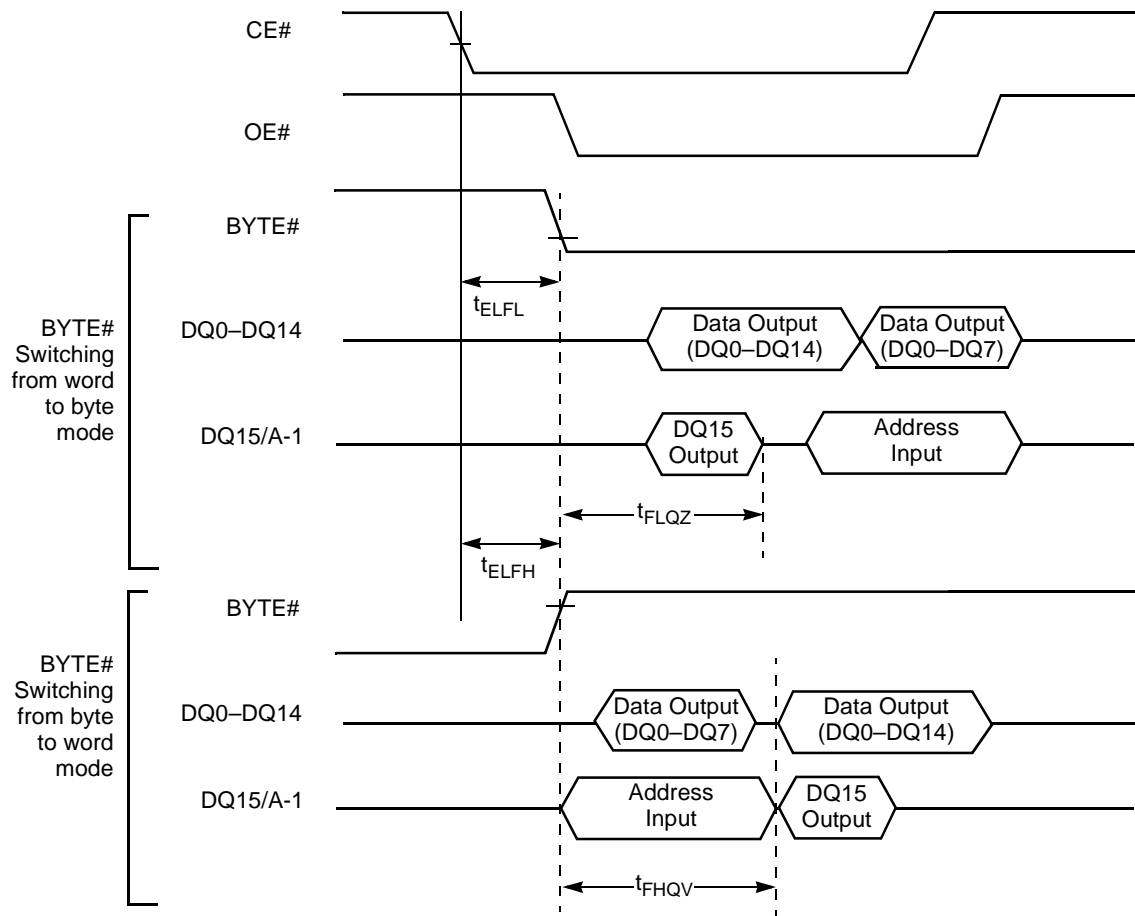 CE#
OE#
BYTE#
tELFL
BYTE#
Switching
from word
to byte
mode
DQ0–DQ14
Data Output
(DQ0–DQ14)
Data Output
(DQ0–DQ7)
DQ15/A-1
DQ15
Output
Address
Input
tFLQZ
tELFH
BYTE#
BYTE#
Switching
from byte
to word
mode
DQ0–DQ14
Data Output
(DQ0–DQ7)
Data Output
(DQ0–DQ14)
DQ15/A-1
Address
Input
DQ15
Output
tFHQV